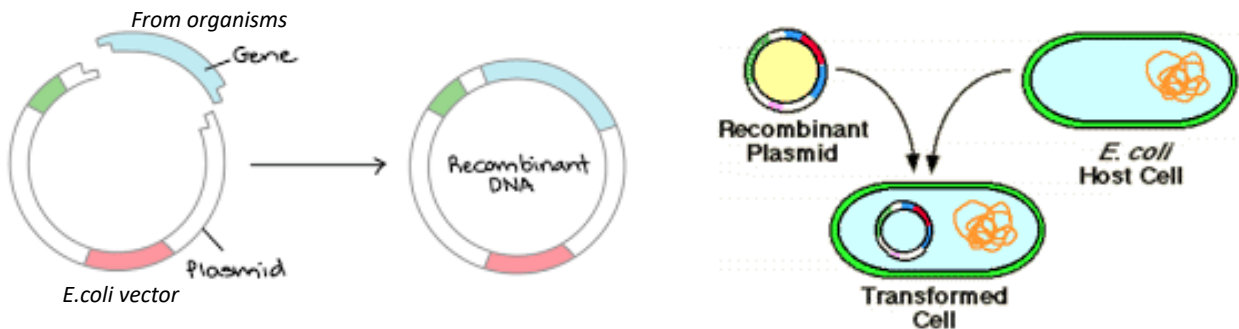 From organisms
Gene
Recombinant
DNA
Plasmid
E.coli vector
Recombinant
Plasmid
E. coli
Host Cell
Transformed
Cell